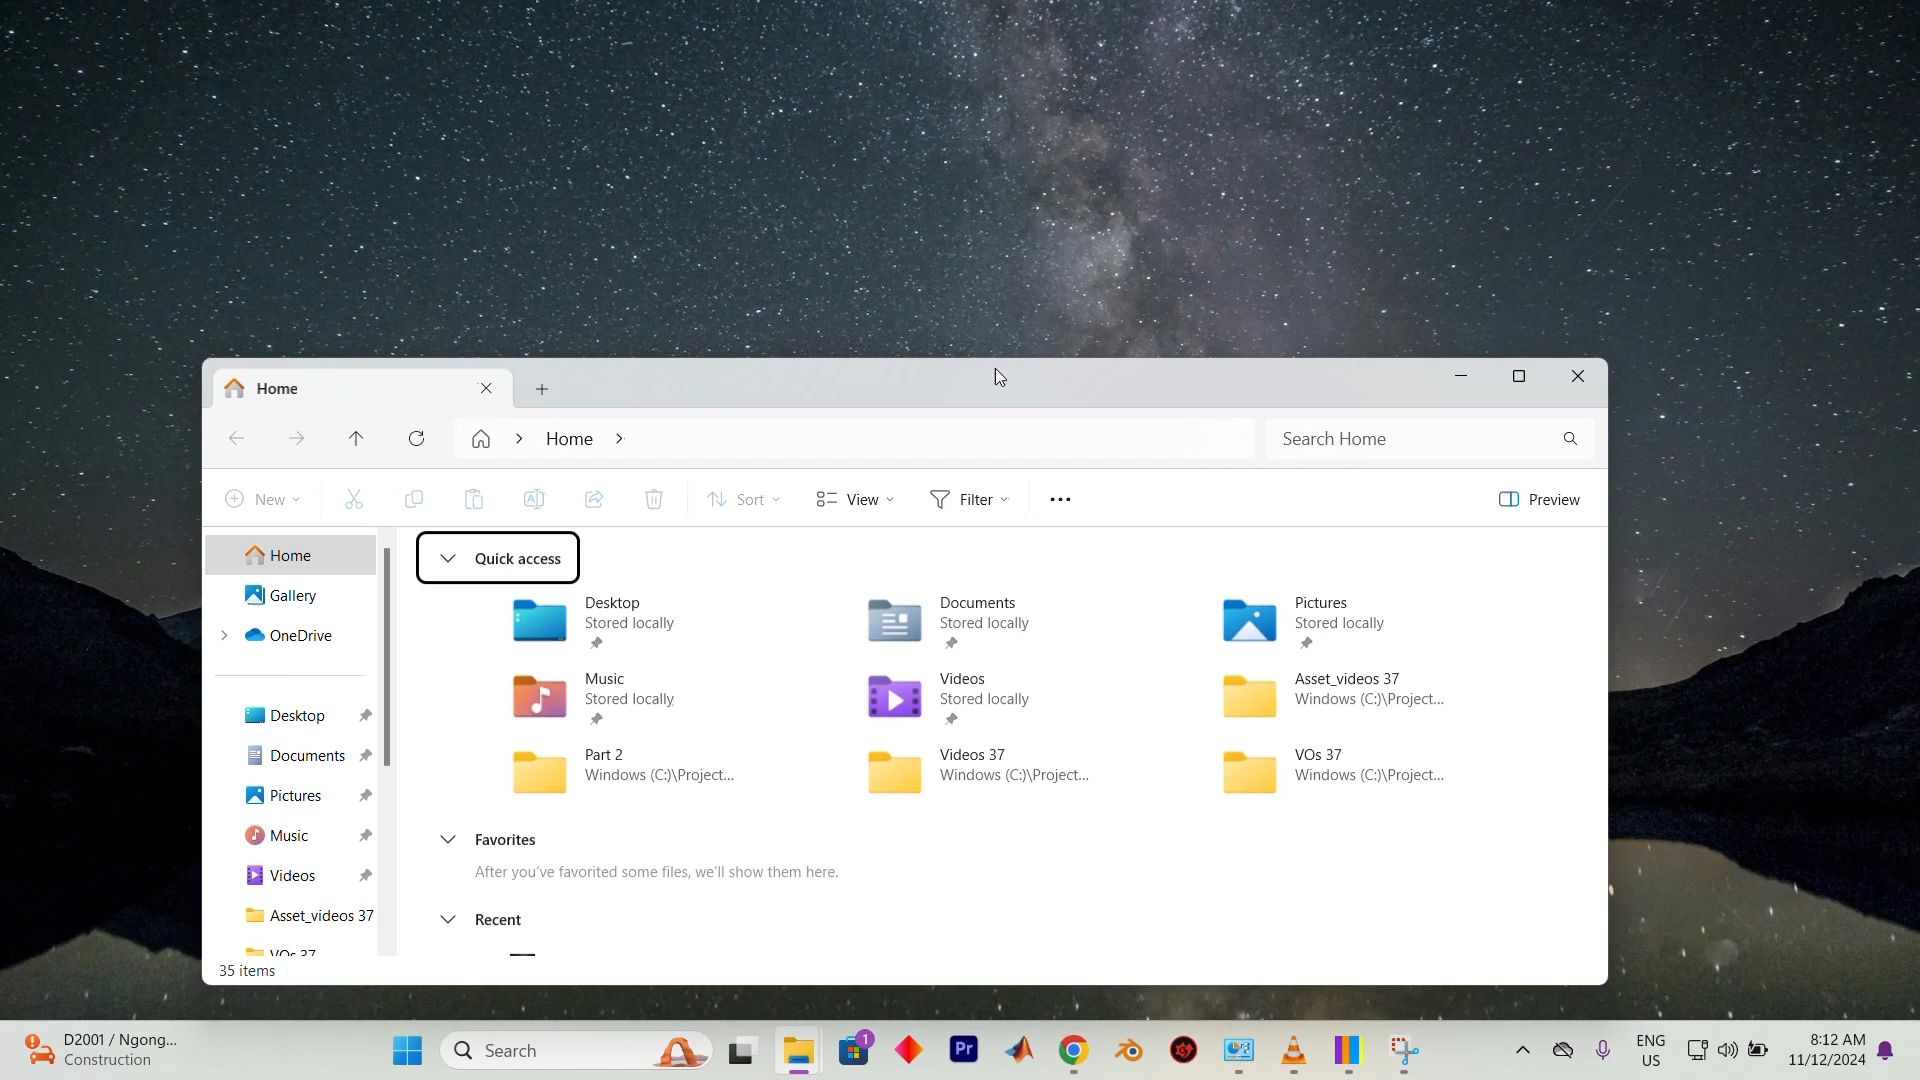 Home
Home
Search Home
New
Sort
View
Filter
Preview
Home
Gallery
OneDrive
Desktop
Documents
Pictures
Music
Videos
Asset_videos 37
VOs 37
Quick access
Desktop
Stored locally
Documents
Stored locally
Pictures
Stored locally
Music
Stored locally
Videos
Stored locally
Asset_videos 37
Windows (C:)\Project...
Part 2
Windows (C:)\Project...
Videos 37
Windows (C:)\Project...
VOs 37
Windows (C:)\Project...
Favorites
After you've favorited some files, we'll show them here.
Recent
35 items
D2001 / Ngong...
Construction
Search
1
Pr
ENG
US
8:12 AM
11/12/2024